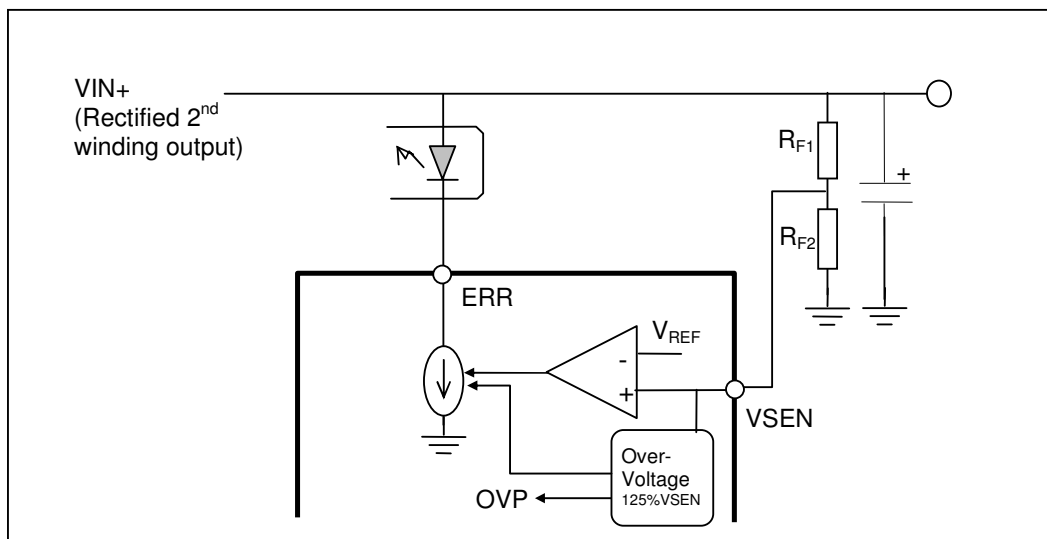 VIN+
(Rectified 2nd
winding output)
RF1
+
RF2
ERR
VREF
-
+
VSEN
Over-
Voltage
125%VSEN
OVP